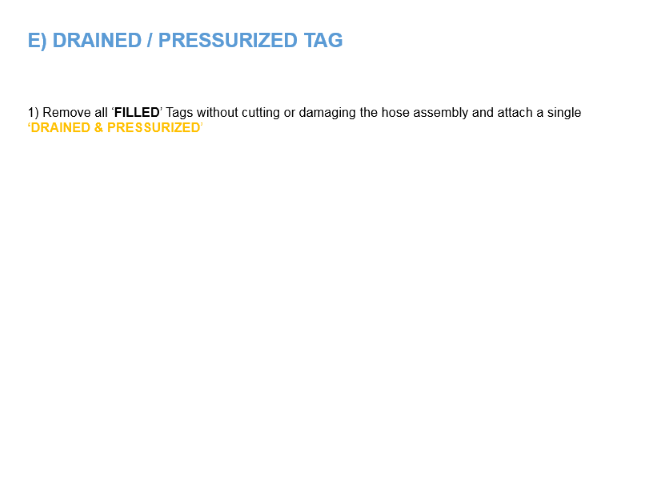 E) DRAINED / PRESSURIZED TAG
1) Remove all ‘FILLED’ Tags without cutting or damaging the hose assembly and attach a single
‘DRAINED & PRESSURIZED’